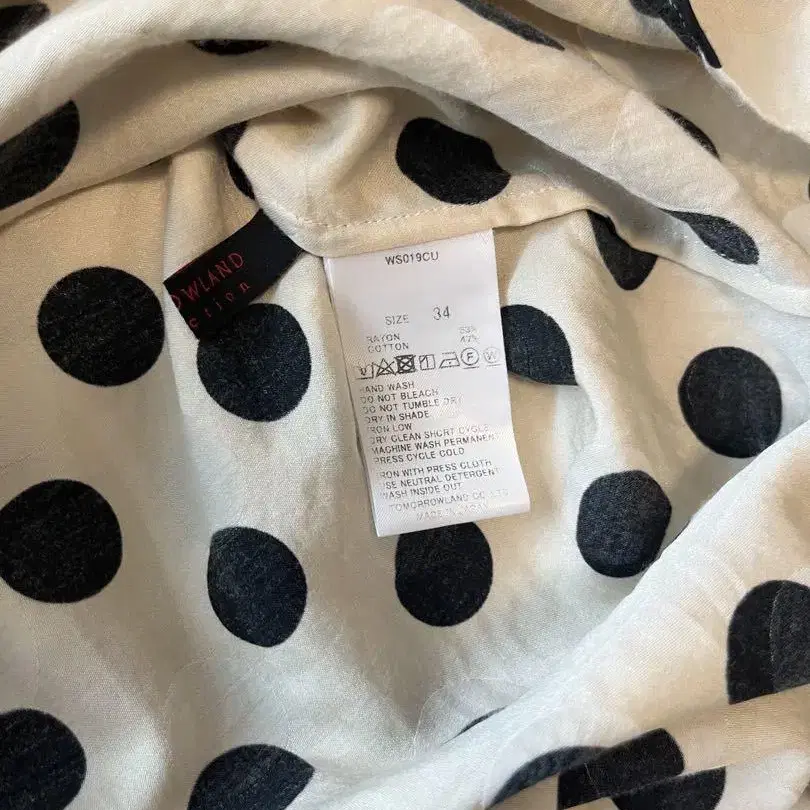 OWLAND
ction
WS019CU
SIZE 34
RAYON 53%
COTTON 47%
F W
HAND WASH
DO NOT BLEACH
DO NOT TUMBLE DRY
DRY IN SHADE
IRON LOW
DRY CLEAN SHORT CYCLE
MACHINE WASH PERMANENT
PRESS CYCLE COLD
IRON WITH PRESS CLOTH
USE NEUTRAL DETERGENT
WASH INSIDE OUT
TOMORROWLAND CO.,LTD.
MADE IN JAPAN